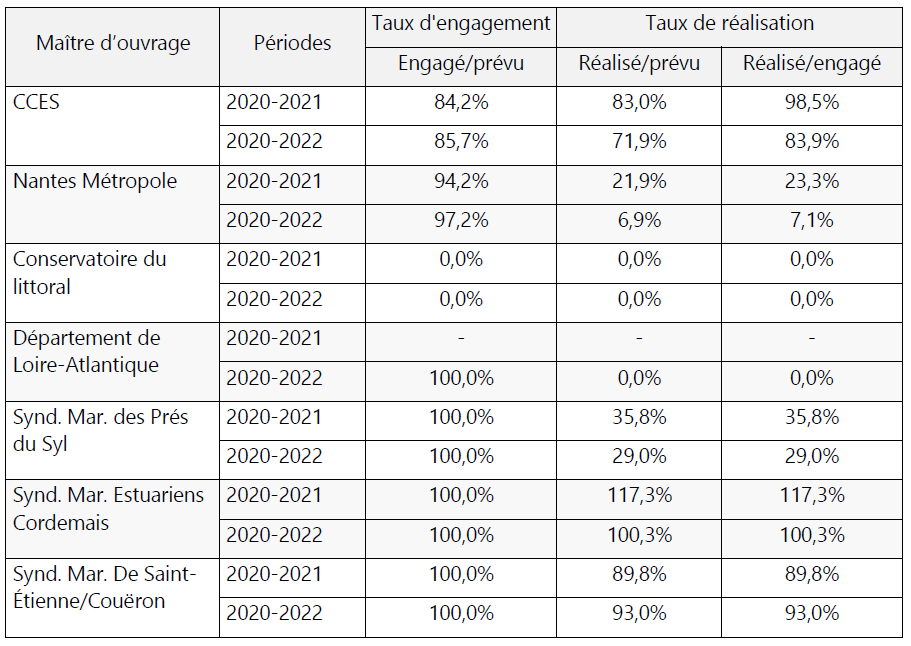 Maître d’ouvrage Périodes Taux d'engagement Taux de réalisation
Engagé/prévu Réalisé/prévu Réalisé/engagé
CCES 2020-2021 84,2% 83,0% 98,5%
2020-2022 85,7% 71,9% 83,9%
Nantes Métropole 2020-2021 94,2% 21,9% 23,3%
2020-2022 97,2% 6,9% 7,1%
Conservatoire du 2020-2021 0,0% 0,0% 0,0%
littoral 2020-2022 0,0% 0,0% 0,0%
Département de 2020-2021 - - -
Loire-Atlantique 2020-2022 100,0% 0,0% 0,0%
Synd. Mar. des Prés 2020-2021 100,0% 35,8% 35,8%
du Syl 2020-2022 100,0% 29,0% 29,0%
Synd. Mar. Estuariens 2020-2021 100,0% 117,3% 117,3%
Cordemais 2020-2022 100,0% 100,3% 100,3%
Synd. Mar. De Saint- 2020-2021 100,0% 89,8% 89,8%
Étienne/Couëron 2020-2022 100,0% 93,0% 93,0%